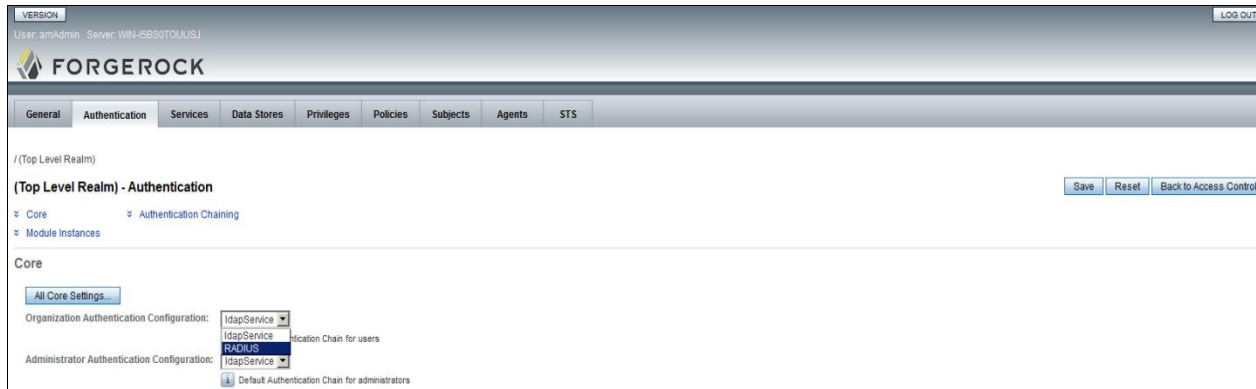 VERSION
LOG OUT
User: amAdmin Server: WIN-I5BS0TOUUSJ
FORGEROCK
General Authentication Services Data Stores Privileges Policies Subjects Agents STS
/ (Top Level Realm)
(Top Level Realm) - Authentication
Save Reset Back to Access Control
Core Authentication Chaining
Module Instances
Core
All Core Settings...
Organization Authentication Configuration: ldapService
ldapService
Authentication Chain for users
RADIUS
Administrator Authentication Configuration: ldapService
i Default Authentication Chain for administrators